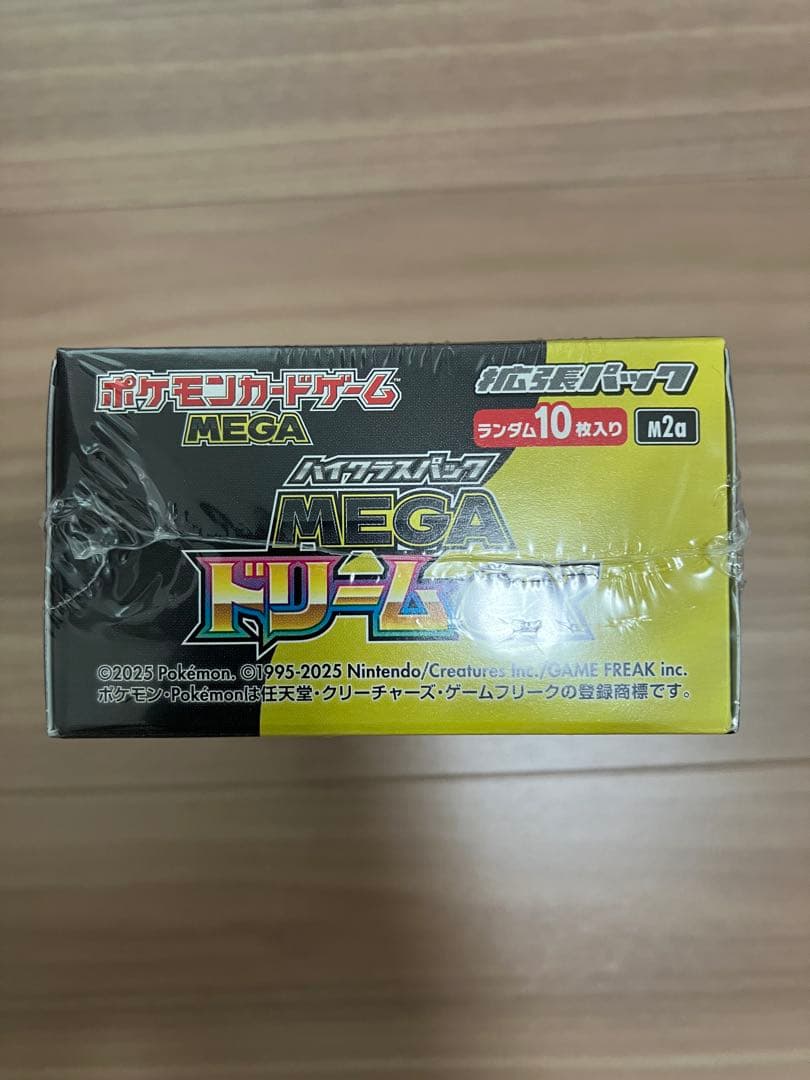 ポケモンカードゲーム™
MEGA
拡張パック
ランダム10枚入り
M2a
ハイクラスパック
MEGA
ドリーム
©2025 Pokémon. ©1995-2025 Nintendo/Creatures Inc./GAME FREAK inc.
ポケモン・Pokémonは任天堂・クリーチャーズ・ゲームフリークの登録商標です。